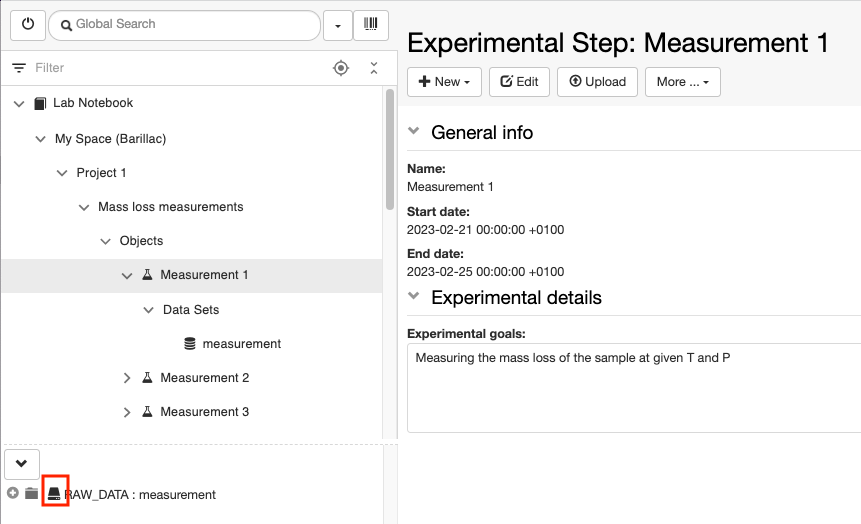 Global Search
Filter
Lab Notebook
My Space (Barillac)
Project 1
Mass loss measurements
Objects
Measurement 1
Data Sets
measurement
Measurement 2
Measurement 3
RAW_DATA : measurement
Experimental Step: Measurement 1
New
Edit
Upload
More ...
General info
Name:
Measurement 1
Start date:
2023-02-21 00:00:00 +0100
End date:
2023-02-25 00:00:00 +0100
Experimental details
Experimental goals:
Measuring the mass loss of the sample at given T and P